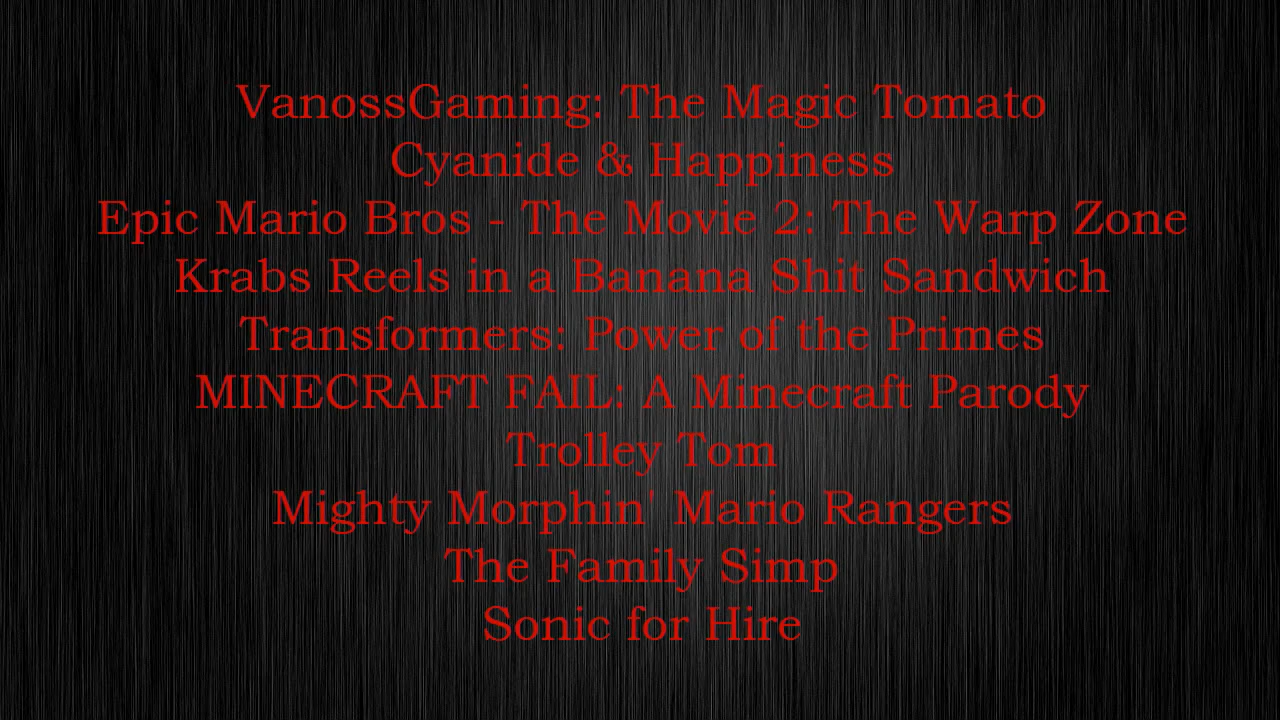 VanossGaming: The Magic Tomato
Cyanide & Happiness
Epic Mario Bros - The Movie 2: The Warp Zone
Krabs Reels in a Banana Shit Sandwich
Transformers: Power of the Primes
MINECRAFT FAIL: A Minecraft Parody
Trolley Tom
Mighty Morphin' Mario Rangers
The Family Simp
Sonic for Hire